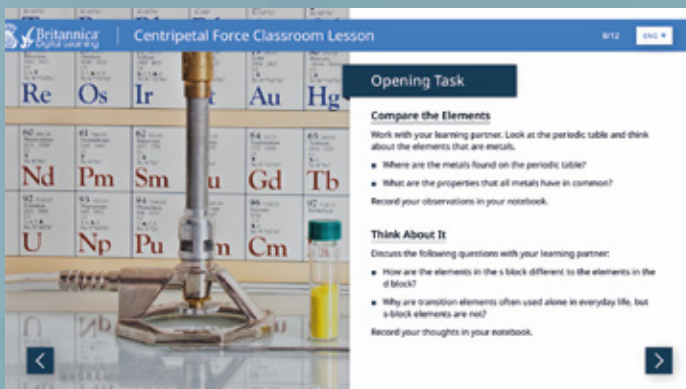 Britannica
Digital Learning
Centripetal Force Classroom Lesson
8/12
ENG
Re Os Ir Au Hg
Nd Pm Sm Gd Tb
U Np Pu Cm
Opening Task
Compare the Elements
Work with your learning partner. Look at the periodic table and think
about the elements that are metals.
Where are the metals found on the periodic table?
What are the properties that all metals have in common?
Record your observations in your notebook.
Think About It
Discuss the following questions with your learning partner:
How are the elements in the s block different to the elements in the
d block?
Why are transition elements often used alone in everyday life, but
s-block elements are not?
Record your thoughts in your notebook.